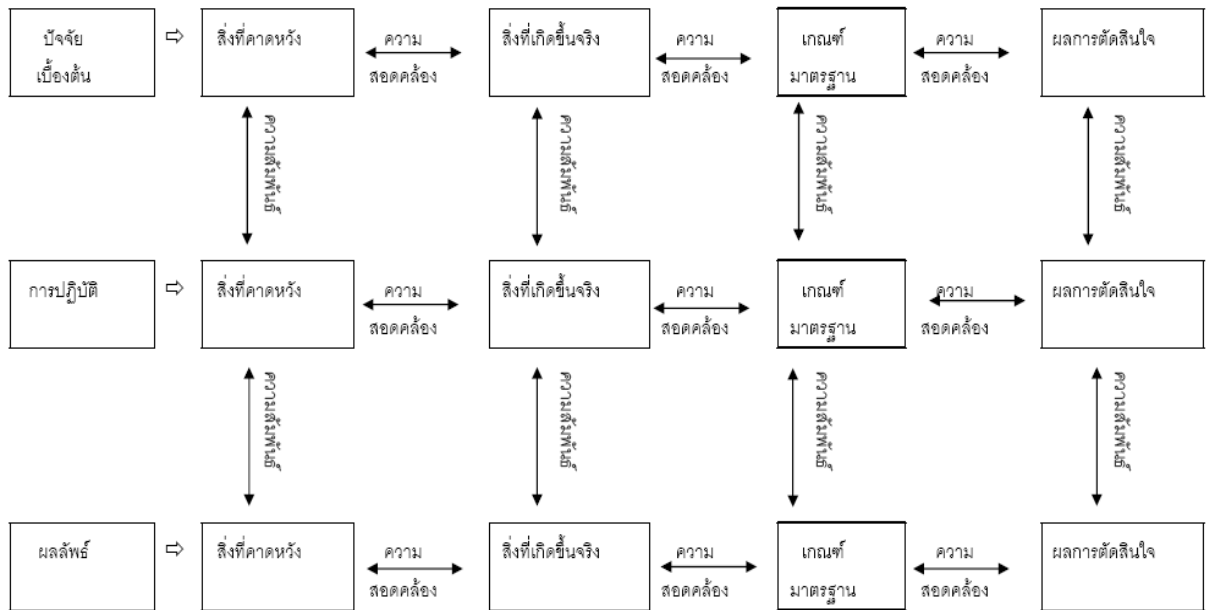 ปัจจัย
เบื้องต้น
สิ่งที่คาดหวัง
ความ
สอดคล้อง
สิ่งที่เกิดขึ้นจริง
ความ
สอดคล้อง
เกณฑ์
มาตรฐาน
ความ
สอดคล้อง
ผลการตัดสินใจ
ความสัมพันธ์
ความสัมพันธ์
ความสัมพันธ์
ความสัมพันธ์
การปฏิบัติ
สิ่งที่คาดหวัง
ความ
สอดคล้อง
สิ่งที่เกิดขึ้นจริง
ความ
สอดคล้อง
เกณฑ์
มาตรฐาน
ความ
สอดคล้อง
ผลการตัดสินใจ
ความสัมพันธ์
ความสัมพันธ์
ความสัมพันธ์
ความสัมพันธ์
ผลลัพธ์
สิ่งที่คาดหวัง
ความ
สอดคล้อง
สิ่งที่เกิดขึ้นจริง
ความ
สอดคล้อง
เกณฑ์
มาตรฐาน
ความ
สอดคล้อง
ผลการตัดสินใจ